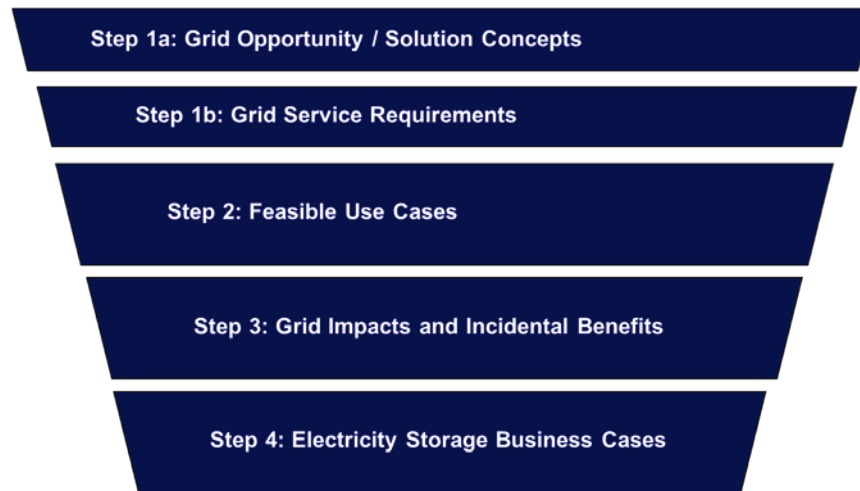 Step 1a: Grid Opportunity / Solution Concepts
Step 1b: Grid Service Requirements
Step 2: Feasible Use Cases
Step 3: Grid Impacts and Incidental Benefits
Step 4: Electricity Storage Business Cases